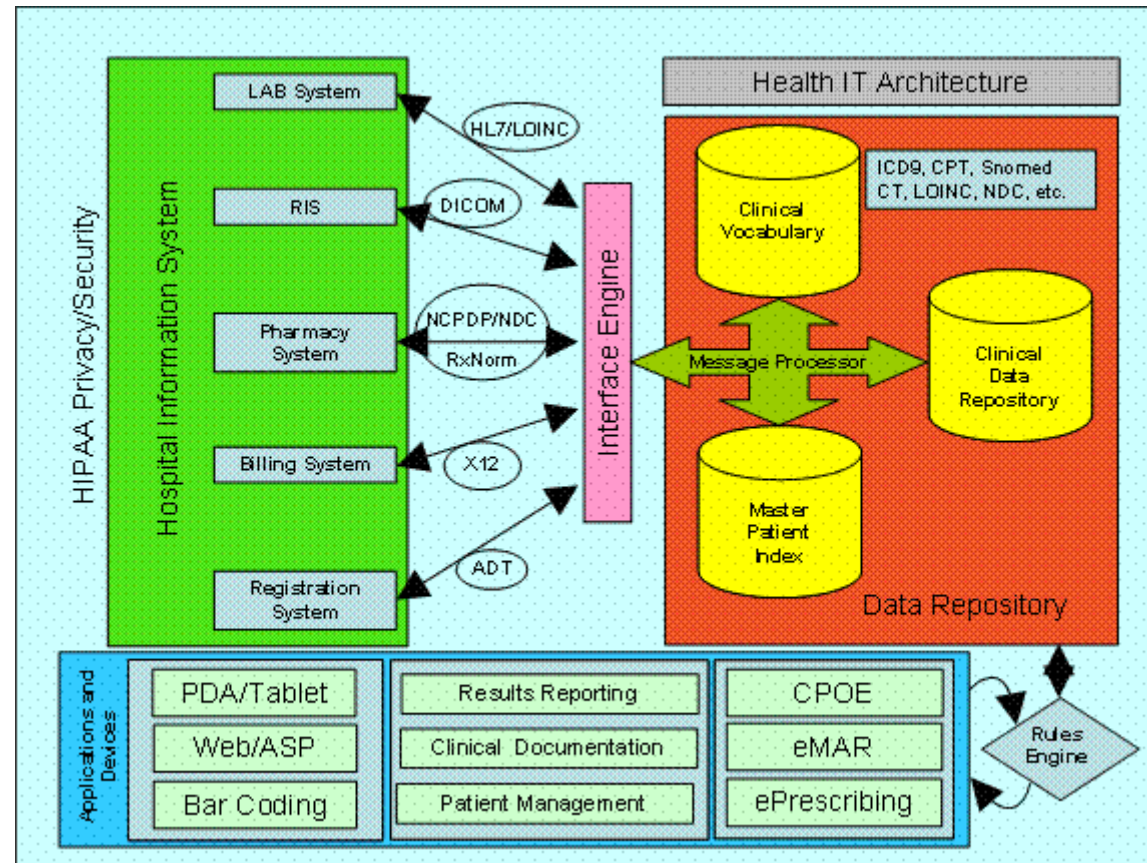 Health IT Architecture
HIPAA Privacy/Security
Hospital Information System
LAB System
RIS
Pharmacy
System
Billing System
Registration
System
HL7/LOINC
DICOM
NCPDP/NDC
RxNorm
X12
ADT
Interface Engine
Clinical
Vocabulary
ICD9, CPT, Snomed
CT, LOINC, NDC, etc.
Message Processor
Clinical
Data
Repository
Master
Patient
Index
Data Repository
Applications and
Devices
PDA/Tablet
Web/ASP
Bar Coding
Results Reporting
Clinical Documentation
Patient Management
CPOE
eMAR
ePrescribing
Rules
Engine